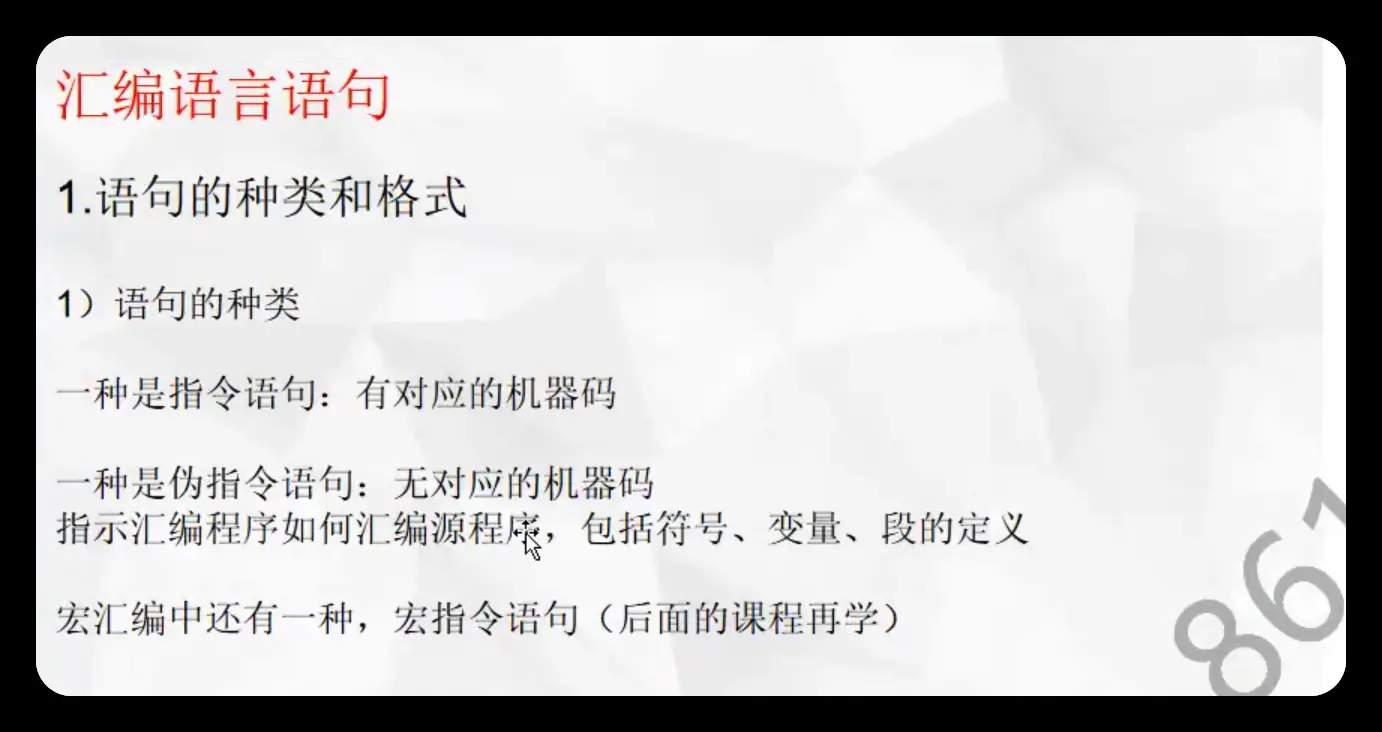 汇编语言语句
1.语句的种类和格式
1）语句的种类
一种是指令语句：有对应的机器码
一种是伪指令语句：无对应的机器码
指示汇编程序如何汇编源程序，包括符号、变量、段的定义
宏汇编中还有一种，宏指令语句（后面的课程再学）
861